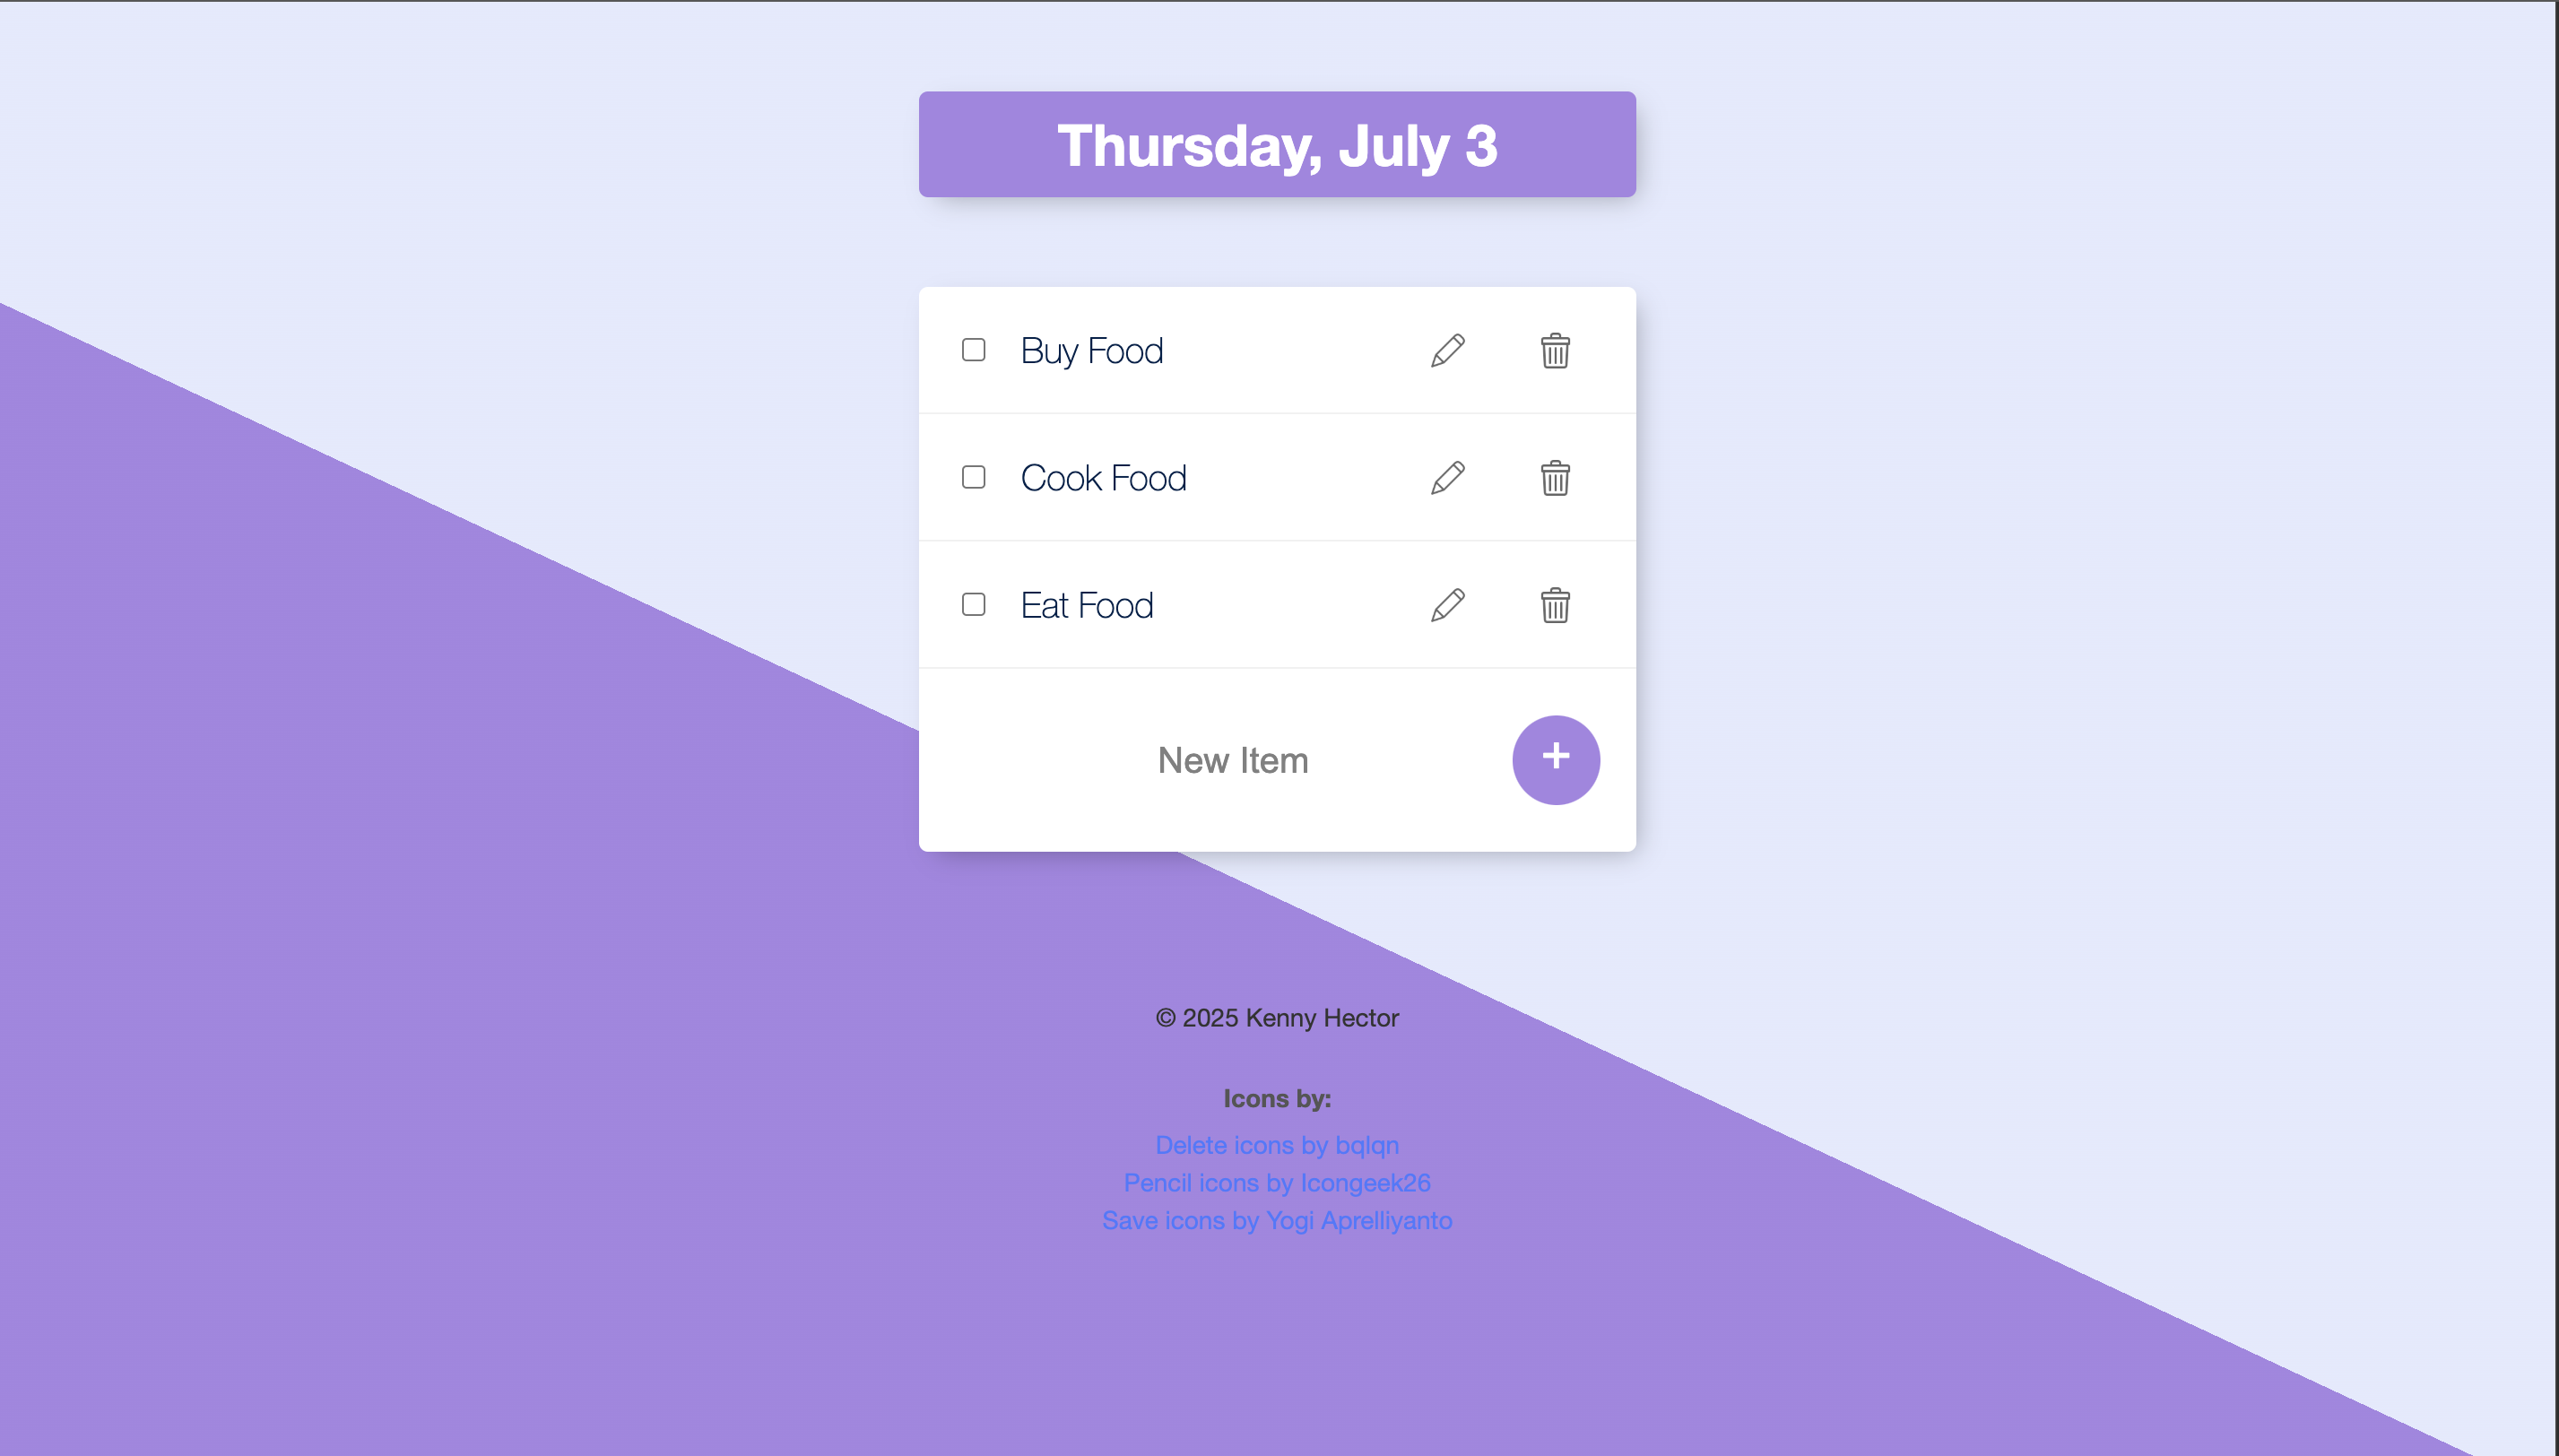 Thursday, July 3
Buy Food
Cook Food
Eat Food
New Item
+
© 2025 Kenny Hector
Icons by:
Delete icons by bqlqn
Pencil icons by Icongeek26
Save icons by Yogi Aprelliyanto